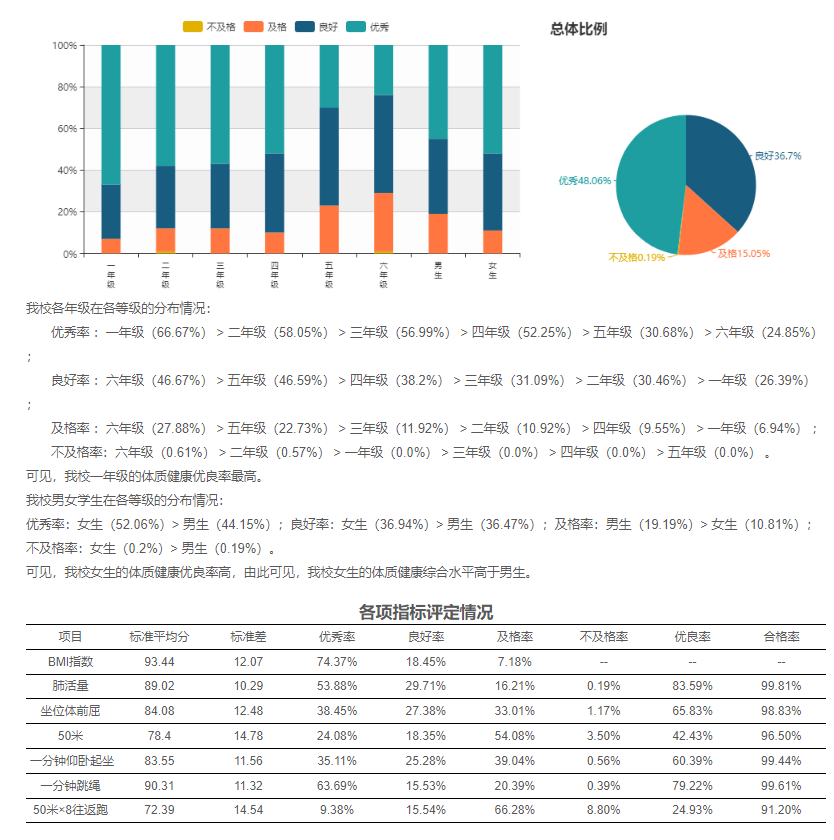 不及格 及格 良好 优秀
总体比例
100%
80%
60%
40%
20%
0%
一年级 二年级 三年级 四年级 五年级 六年级 男生 女生
良好36.7%
优秀48.06%
及格15.05%
不及格0.19%
我校各年级在各等级的分布情况：
优秀率：一年级（66.67%）>二年级（58.05%）>三年级（56.99%）>四年级（52.25%）>五年级（30.68%）>六年级（24.85%）
；
良好率：六年级（46.67%）>五年级（46.59%）>四年级（38.2%）>三年级（31.09%）>二年级（30.46%）>一年级（26.39%）
；
及格率：六年级（27.88%）>五年级（22.73%）>三年级（11.92%）>二年级（10.92%）>四年级（9.55%）>一年级（6.94%）；
不及格率：六年级（0.61%）>二年级（0.57%）>一年级（0.0%）>三年级（0.0%）>四年级（0.0%）>五年级（0.0%）。
可见，我校一年级的体质健康优良率最高。
我校男女学生在各等级的分布情况：
优秀率：女生（52.06%）>男生（44.15%）；良好率：女生（36.94%）>男生（36.47%）；及格率：男生（19.19%）>女生（10.81%）；
不及格率：女生（0.2%）>男生（0.19%）。
可见，我校女生的体质健康优良率高，由此可见，我校女生的体质健康综合水平高于男生。
各项指标评定情况
项目 标准平均分 标准差 优秀率 良好率 及格率 不及格率 优良率 合格率
BMI指数 93.44 12.07 74.37% 18.45% 7.18% -- -- --
肺活量 89.02 10.29 53.88% 29.71% 16.21% 0.19% 83.59% 99.81%
坐位体前屈 84.08 12.48 38.45% 27.38% 33.01% 1.17% 65.83% 98.83%
50米 78.4 14.78 24.08% 18.35% 54.08% 3.50% 42.43% 96.50%
一分钟仰卧起坐 83.55 11.56 35.11% 25.28% 39.04% 0.56% 60.39% 99.44%
一分钟跳绳 90.31 11.32 63.69% 15.53% 20.39% 0.39% 79.22% 99.61%
50米×8往返跑 72.39 14.54 9.38% 15.54% 66.28% 8.80% 24.93% 91.20%